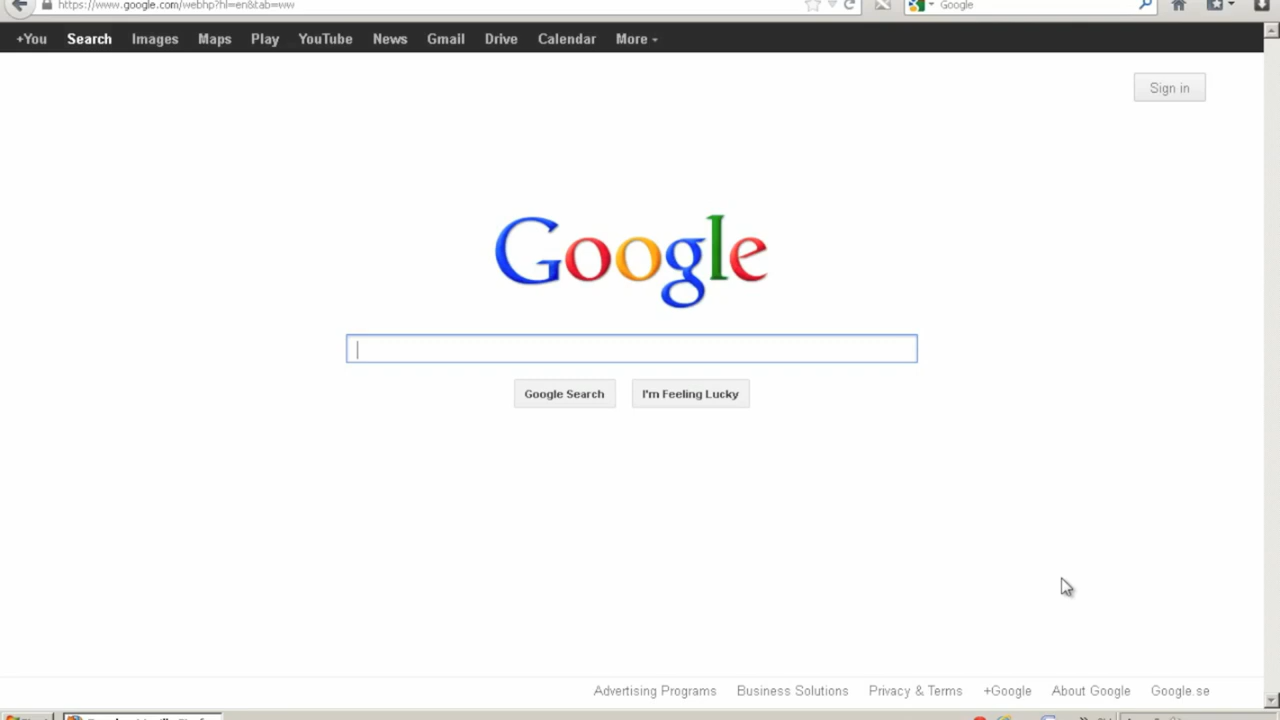 https://www.google.com/webhp?hl=en&tab=ww
Google
+You Search Images Maps Play YouTube News Gmail Drive Calendar More
Sign in
Google
Google Search I'm Feeling Lucky
Advertising Programs Business Solutions Privacy & Terms +Google About Google Google.se